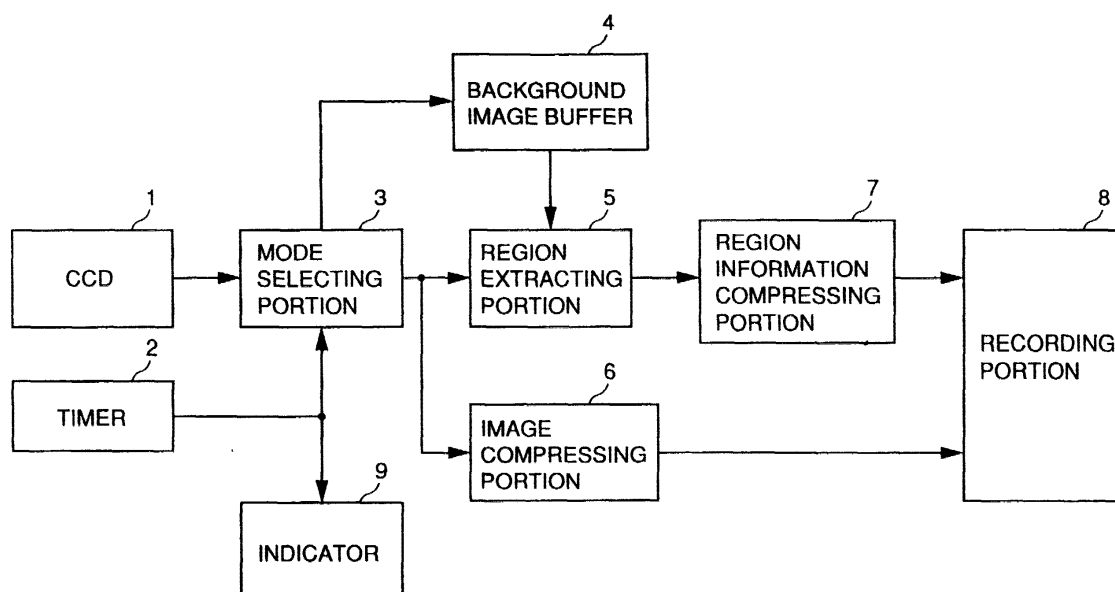 4
BACKGROUND
IMAGE BUFFER
1
CCD
3
MODE
SELECTING
PORTION
5
REGION
EXTRACTING
PORTION
7
REGION
INFORMATION
COMPRESSING
PORTION
8
RECORDING
PORTION
2
TIMER
6
IMAGE
COMPRESSING
PORTION
9
INDICATOR